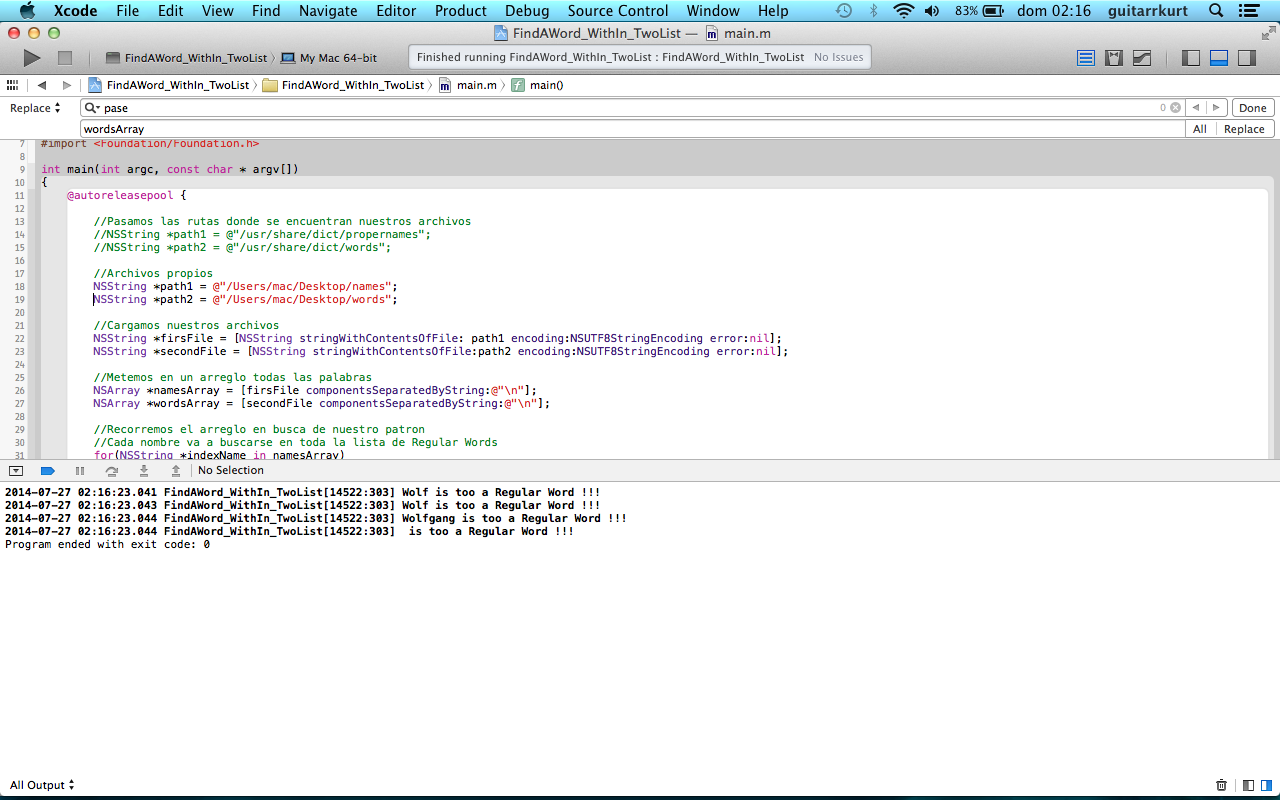 Xcode File Edit View Find Navigate Editor Product Debug Source Control Window Help 83% dom 02:16 guitarrkurt
FindAWord_WithIn_TwoList — main.m
FindAWord_WithIn_TwoList My Mac 64-bit Finished running FindAWord_WithIn_TwoList : FindAWord_WithIn_TwoList No Issues
FindAWord_WithIn_TwoList FindAWord_WithIn_TwoList main.m main()
Replace pase 0 Done
wordsArray All Replace
7 #import <Foundation/Foundation.h>
8
9 int main(int argc, const char * argv[])
10 {
11 @autoreleasepool {
12
13 //Pasamos las rutas donde se encuentran nuestros archivos
14 //NSString *path1 = @"/usr/share/dict/propernames";
15 //NSString *path2 = @"/usr/share/dict/words";
16
17 //Archivos propios
18 NSString *path1 = @"/Users/mac/Desktop/names";
19 NSString *path2 = @"/Users/mac/Desktop/words";
20
21 //Cargamos nuestros archivos
22 NSString *firsFile = [NSString stringWithContentsOfFile: path1 encoding:NSUTF8StringEncoding error:nil];
23 NSString *secondFile = [NSString stringWithContentsOfFile:path2 encoding:NSUTF8StringEncoding error:nil];
24
25 //Metemos en un arreglo todas las palabras
26 NSArray *namesArray = [firsFile componentsSeparatedByString:@"\n"];
27 NSArray *wordsArray = [secondFile componentsSeparatedByString:@"\n"];
28
29 //Recorremos el arreglo en busca de nuestro patron
30 //Cada nombre va a buscarse en toda la lista de Regular Words
31 for(NSString *indexName in namesArray)
No Selection
2014-07-27 02:16:23.041 FindAWord_WithIn_TwoList[14522:303] Wolf is too a Regular Word !!!
2014-07-27 02:16:23.043 FindAWord_WithIn_TwoList[14522:303] Wolf is too a Regular Word !!!
2014-07-27 02:16:23.044 FindAWord_WithIn_TwoList[14522:303] Wolfgang is too a Regular Word !!!
2014-07-27 02:16:23.044 FindAWord_WithIn_TwoList[14522:303]  is too a Regular Word !!!
Program ended with exit code: 0
All Output